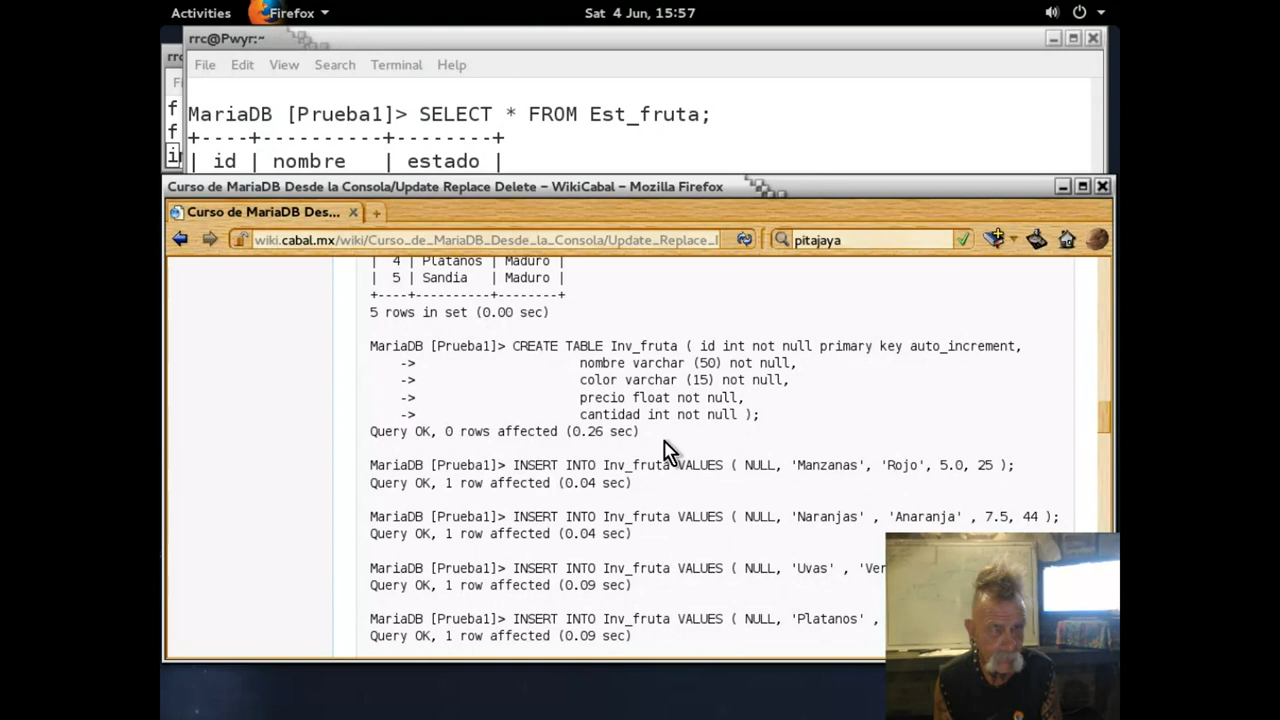 Activities Firefox Sat 4 Jun, 15:57
rrc@Pwyr:~
File Edit View Search Terminal Help
MariaDB [Prueba1]> SELECT * FROM Est_fruta;
+----+----------+--------+
| id | nombre | estado |
Curso de MariaDB Desde la Consola/Update Replace Delete – WikiCabal – Mozilla Firefox
Curso de MariaDB Des...
wiki.cabal.mx/wiki/Curso_de_MariaDB_Desde_la_Consola/Update_Replace_ pitajaya
| 4 | Platanos | Maduro |
| 5 | Sandia | Maduro |
+----+----------+--------+
5 rows in set (0.00 sec)
MariaDB [Prueba1]> CREATE TABLE Inv_fruta ( id int not null primary key auto_increment,
-> nombre varchar (50) not null,
-> color varchar (15) not null,
-> precio float not null,
-> cantidad int not null );
Query OK, 0 rows affected (0.26 sec)
MariaDB [Prueba1]> INSERT INTO Inv_fruta VALUES ( NULL, 'Manzanas', 'Rojo', 5.0, 25 );
Query OK, 1 row affected (0.04 sec)
MariaDB [Prueba1]> INSERT INTO Inv_fruta VALUES ( NULL, 'Naranjas' , 'Anaranja' , 7.5, 44 );
Query OK, 1 row affected (0.04 sec)
MariaDB [Prueba1]> INSERT INTO Inv_fruta VALUES ( NULL, 'Uvas' , 'Ver
Query OK, 1 row affected (0.09 sec)
MariaDB [Prueba1]> INSERT INTO Inv_fruta VALUES ( NULL, 'Platanos' ,
Query OK, 1 row affected (0.09 sec)